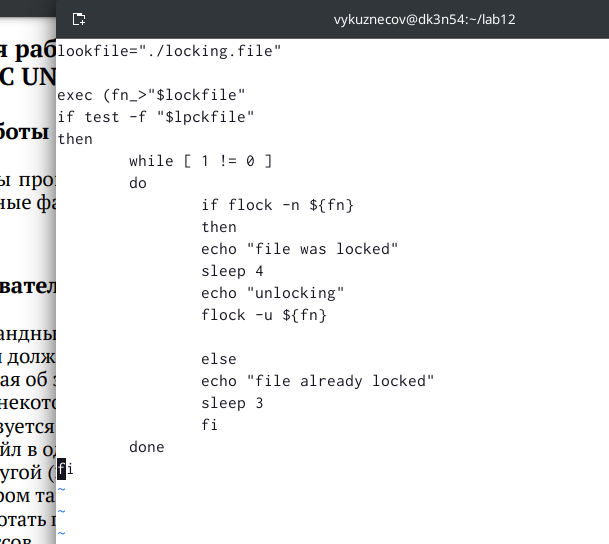 vykuznecov@dk3n54:~/lab12
я раб
С UN
боты
ы про
ные фа
вател
андны
и долж
ая об з
некото
зуется
йл в од
угой (
ром та
отать п
ссов
lookfile="./locking.file"
exec (fn_>"$lockfile"
if test -f "$lpckfile"
then
while [ 1 != 0 ]
do
if flock -n ${fn}
then
echo "file was locked"
sleep 4
echo "unlocking"
flock -u ${fn}
else
echo "file already locked"
sleep 3
fi
done
fi
~
~
~